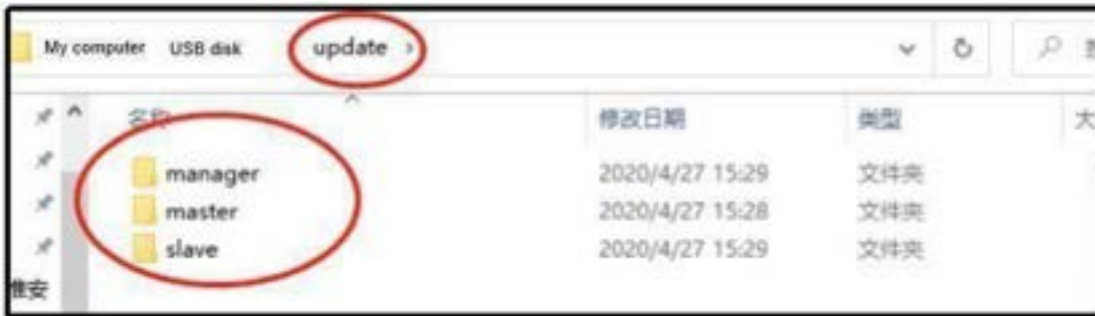 My computer USB disk update >
名称 修改日期 类型 大
manager 2020/4/27 15:29 文件夹
master 2020/4/27 15:28 文件夹
slave 2020/4/27 15:29 文件夹
淮安